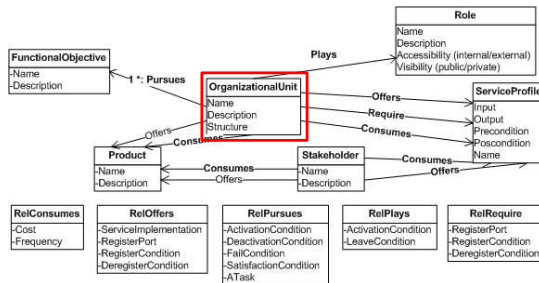 Role
Name
Description
Accessibility (internal/external)
Visibility (public/private)
Plays
FunctionalObjective
-Name
-Description
1 *: Pursues
OrganizationalUnit
Name
Description
Structure
Offers
Require
Consumes
ServiceProfile
Input
Output
Precondition
Poscondition
Name
Offers
Consumes
Product
-Name
-Description
Consumes
Offers
Stakeholder
-Name
-Description
Consumes
Offers
RelConsumes
-Cost
-Frequency
RelOffers
-ServiceImplementation
-RegisterPort
-RegisterCondition
-DeregisterCondition
RelPursues
-ActivationCondition
-DeactivationCondition
-FailCondition
-SatisfactionCondition
-ATask
RelPlays
-ActivationCondition
-LeaveCondition
RelRequire
-RegisterPort
-RegisterCondition
-DeregisterCondition